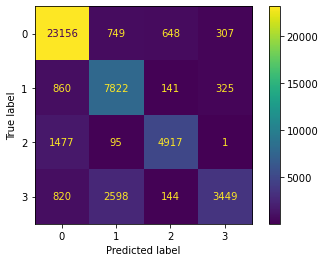 0 23156 749 648 307
1 860 7822 141 325
2 1477 95 4917 1
3 820 2598 144 3449
0 1 2 3
True label
Predicted label
20000
15000
10000
5000